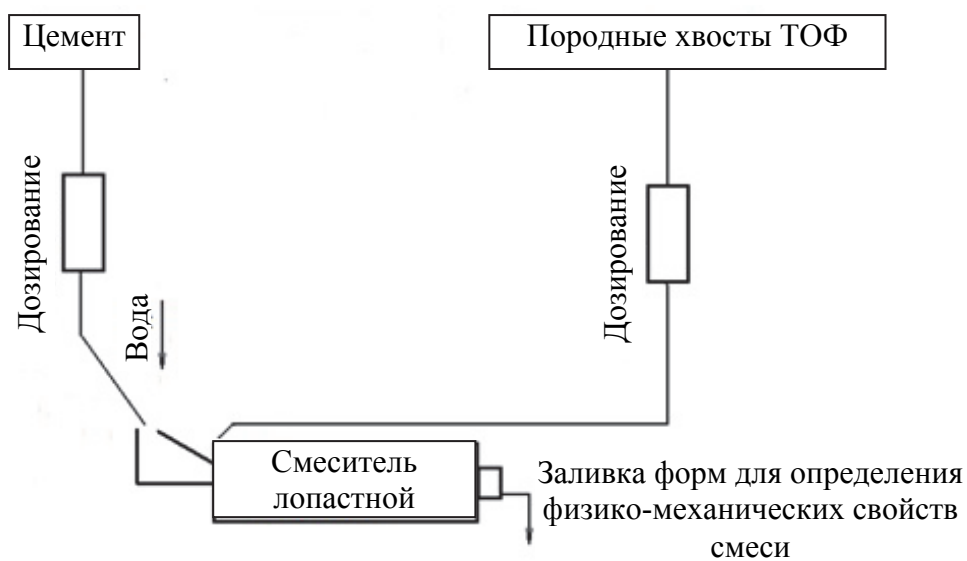 Цемент
Породные хвосты ТОФ
Дозирование
Вода
Дозирование
Смеситель
лопастной
Заливка форм для определения
физико-механических свойств
смеси